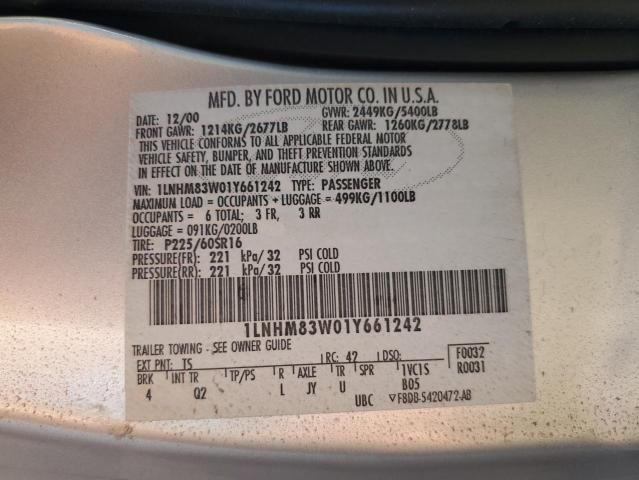 MFD. BY FORD MOTOR CO. IN U.S.A.
DATE: 12/00 GVWR: 2449KG/5400LB
FRONT GAWR: 1214KG/2677LB REAR GAWR: 1260KG/2778LB
THIS VEHICLE CONFORMS TO ALL APPLICABLE FEDERAL MOTOR
VEHICLE SAFETY, BUMPER, AND THEFT PREVENTION STANDARDS
IN EFFECT ON THE DATE OF MANUFACTURE SHOWN ABOVE.
VIN: 1LNHM83W01Y661242 TYPE: PASSENGER
MAXIMUM LOAD = OCCUPANTS + LUGGAGE = 499KG/1100LB
OCCUPANTS = 6 TOTAL; 3 FR, 3 RR
LUGGAGE = 091KG/0200LB
TIRE: P225/60SR16
PRESSURE(FR): 221 kPa/32 PSI COLD
PRESSURE(RR): 221 kPa/32 PSI COLD
1LNHM83W01Y661242
TRAILER TOWING - SEE OWNER GUIDE
EXT PNT: TS RC: 42 DSO: F0032
BRK INT TR TP/PS R AXLE TR SPR 1VC1S R0031
4 Q2 L JY U B05
UBC ▽F8DB-5420472-AB